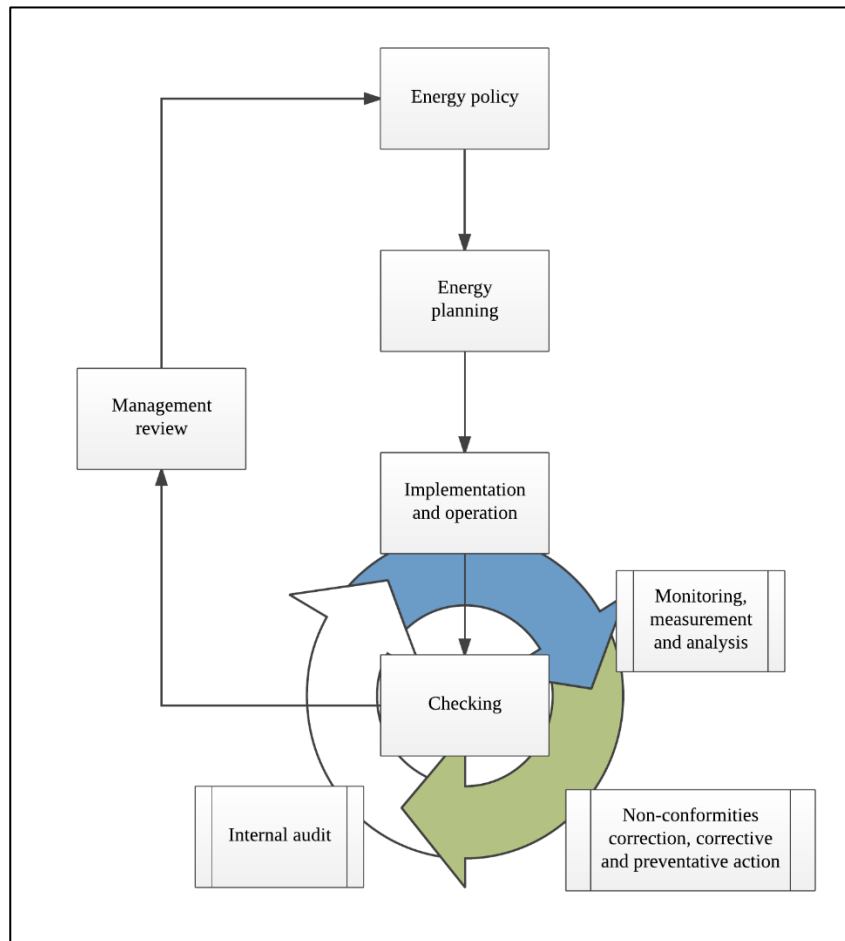 Energy policy
Energy
planning
Management
review
Implementation
and operation
Monitoring,
measurement
and analysis
Checking
Internal audit
Non-conformities
correction, corrective
and preventative action